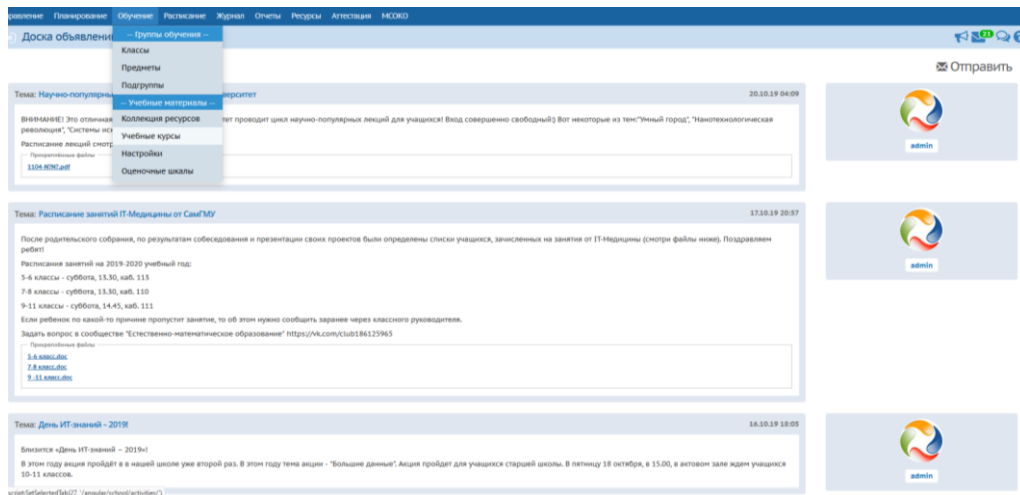 равление Планирование Обучение Расписание Журнал Отчеты Ресурсы Аттестация МСОКО
Доска объявлени
21
-- Группы обучения --
Классы
Предметы
Подгруппы
-- Учебные материалы --
Коллекция ресурсов
Учебные курсы
Настройки
Оценочные шкалы
Отправить
Тема: Научно-популярны верситет 20.10.19 04:09
ВНИМАНИЕ! Это отличная тет проводит цикл научно-популярных лекций для учащихся! Вход совершенно свободный:) Вот некоторые из тем:"Умный город", "Нанотехнологическая
революция", "Системы иск
Расписание лекций смотр
Прикреплённые файлы
admin
Тема: Расписание занятий IT-Медицины от СамГМУ 17.10.19 20:37
После родительского собрания, по результатам собеседования и презентации своих проектов были определены списки учащихся, зачисленных на занятия от IT-Медицины (смотри файлы ниже). Поздравляем
ребят!
Расписания занятий на 2019-2020 учебный год:
5-6 классы - суббота, 13.30, каб. 113
7-8 классы - суббота, 13.30, каб. 110
9-11 классы - суббота, 14.45, каб. 111
Если ребенок по какой-то причине пропустит занятие, то об этом нужно сообщить заранее через классного руководителя.
Задать вопрос в сообществе "Естественно-математическое образование" https://vk.com/club186125965
Прикреплённые файлы
5-6 класс.doc
7-8 класс.doc
9 -11 класс.doc
admin
Тема: День ИТ-знаний – 2019! 16.10.19 18:05
Близится «День ИТ-знаний – 2019»!
В этом году акция пройдёт в в нашей школе уже второй раз. В этом году тема акции - "Большие данные". Акция пройдет для учащихся старшей школы. В пятницу 18 октября, в 15.00, в актовом зале ждем учащихся
10-11 классов.
admin
script:SetSelectedTab(27, '/angular/school/activities/')